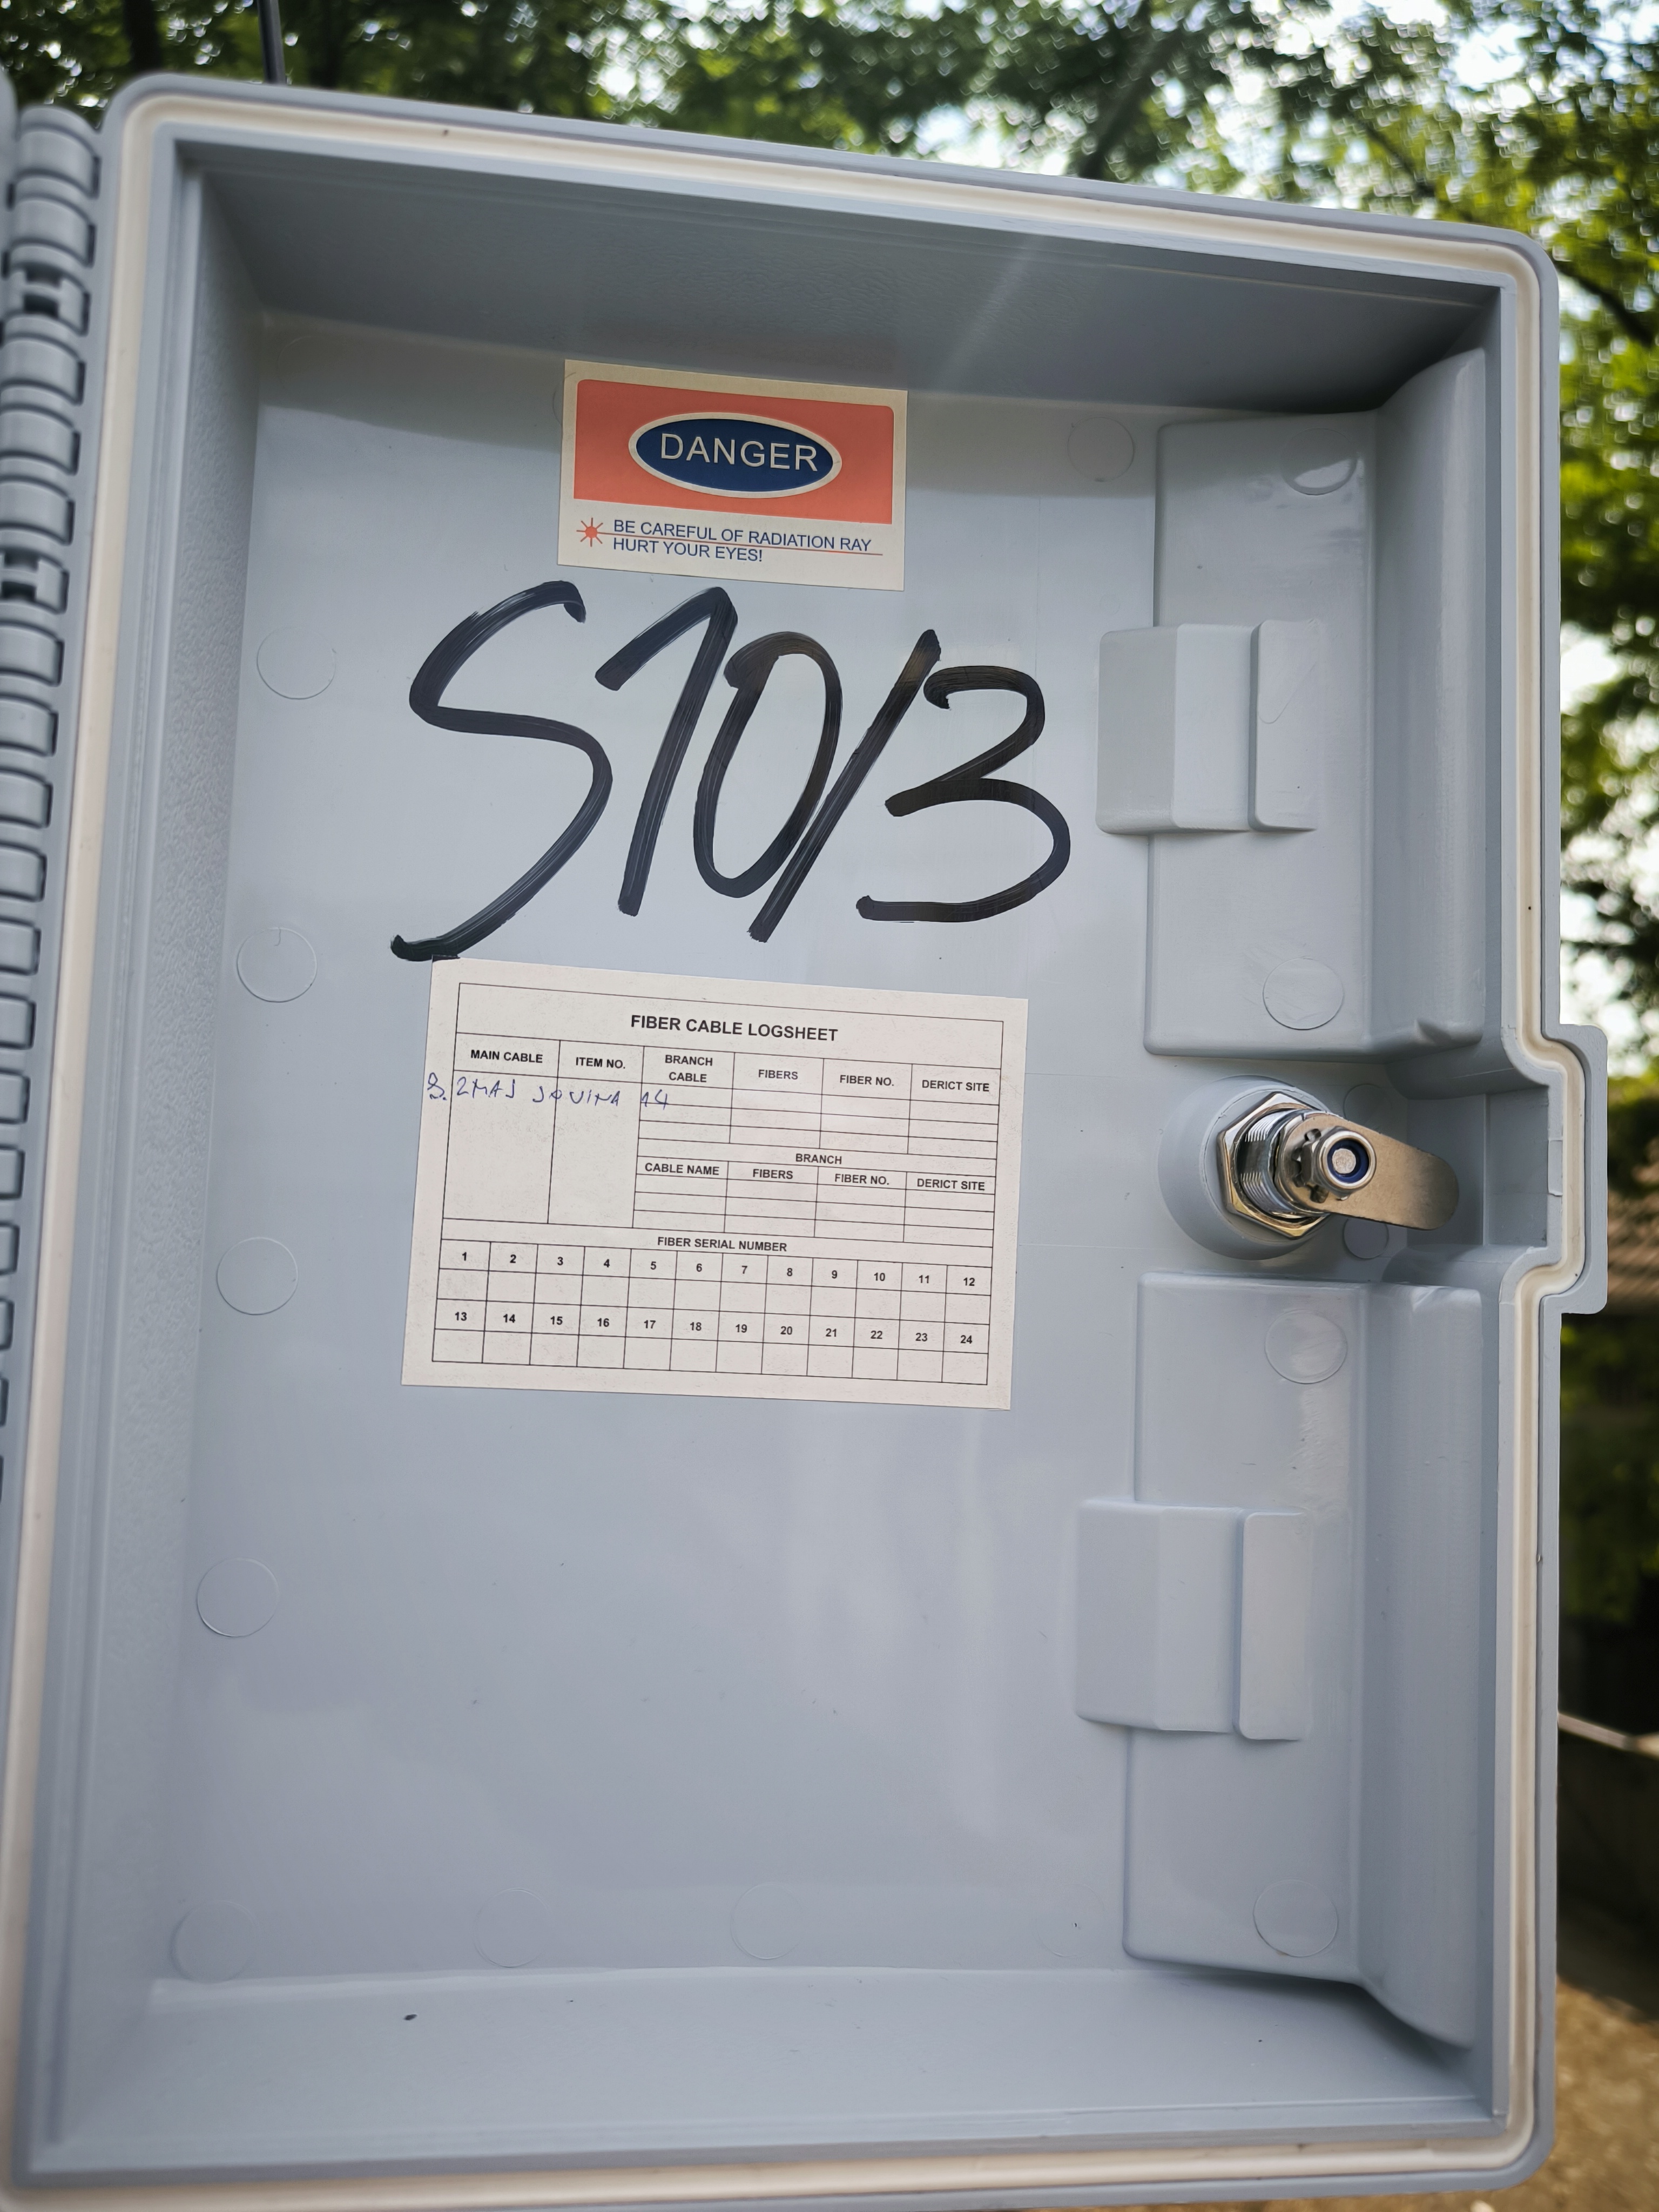 DANGER
BE CAREFUL OF RADIATION RAY
HURT YOUR EYES!
S10/3
FIBER CABLE LOGSHEET
MAIN CABLE ITEM NO. BRANCH CABLE FIBERS FIBER NO. DERICT SITE
ZMAJ JOVINA 14
BRANCH
CABLE NAME FIBERS FIBER NO. DERICT SITE
FIBER SERIAL NUMBER
1 2 3 4 5 6 7 8 9 10 11 12
13 14 15 16 17 18 19 20 21 22 23 24